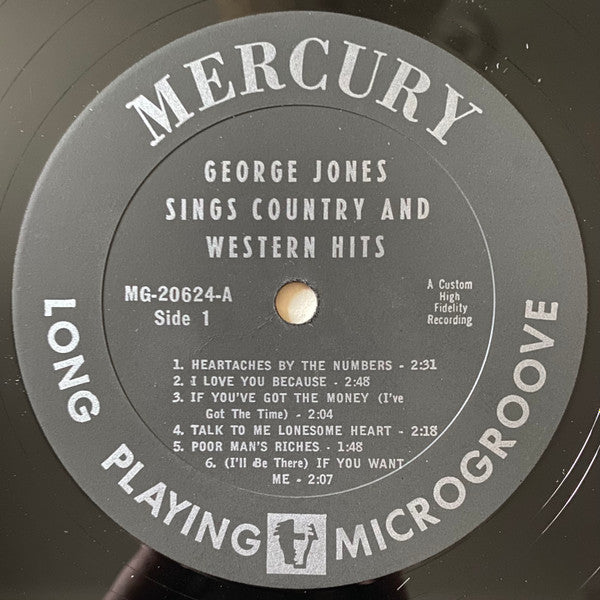 MERCURY
GEORGE JONES
SINGS COUNTRY AND
WESTERN HITS
MG-20624-A
Side 1
A Custom
High
Fidelity
Recording
1. HEARTACHES BY THE NUMBERS - 2:31
2. I LOVE YOU BECAUSE - 2:48
3. IF YOU'VE GOT THE MONEY (I've
Got The Time) - 2:04
4. TALK TO ME LONESOME HEART - 2:18
5. POOR MAN'S RICHES - 1:48
6. (I'll Be There) IF YOU WANT
ME - 2:07
LONG PLAYING MICROGROOVE